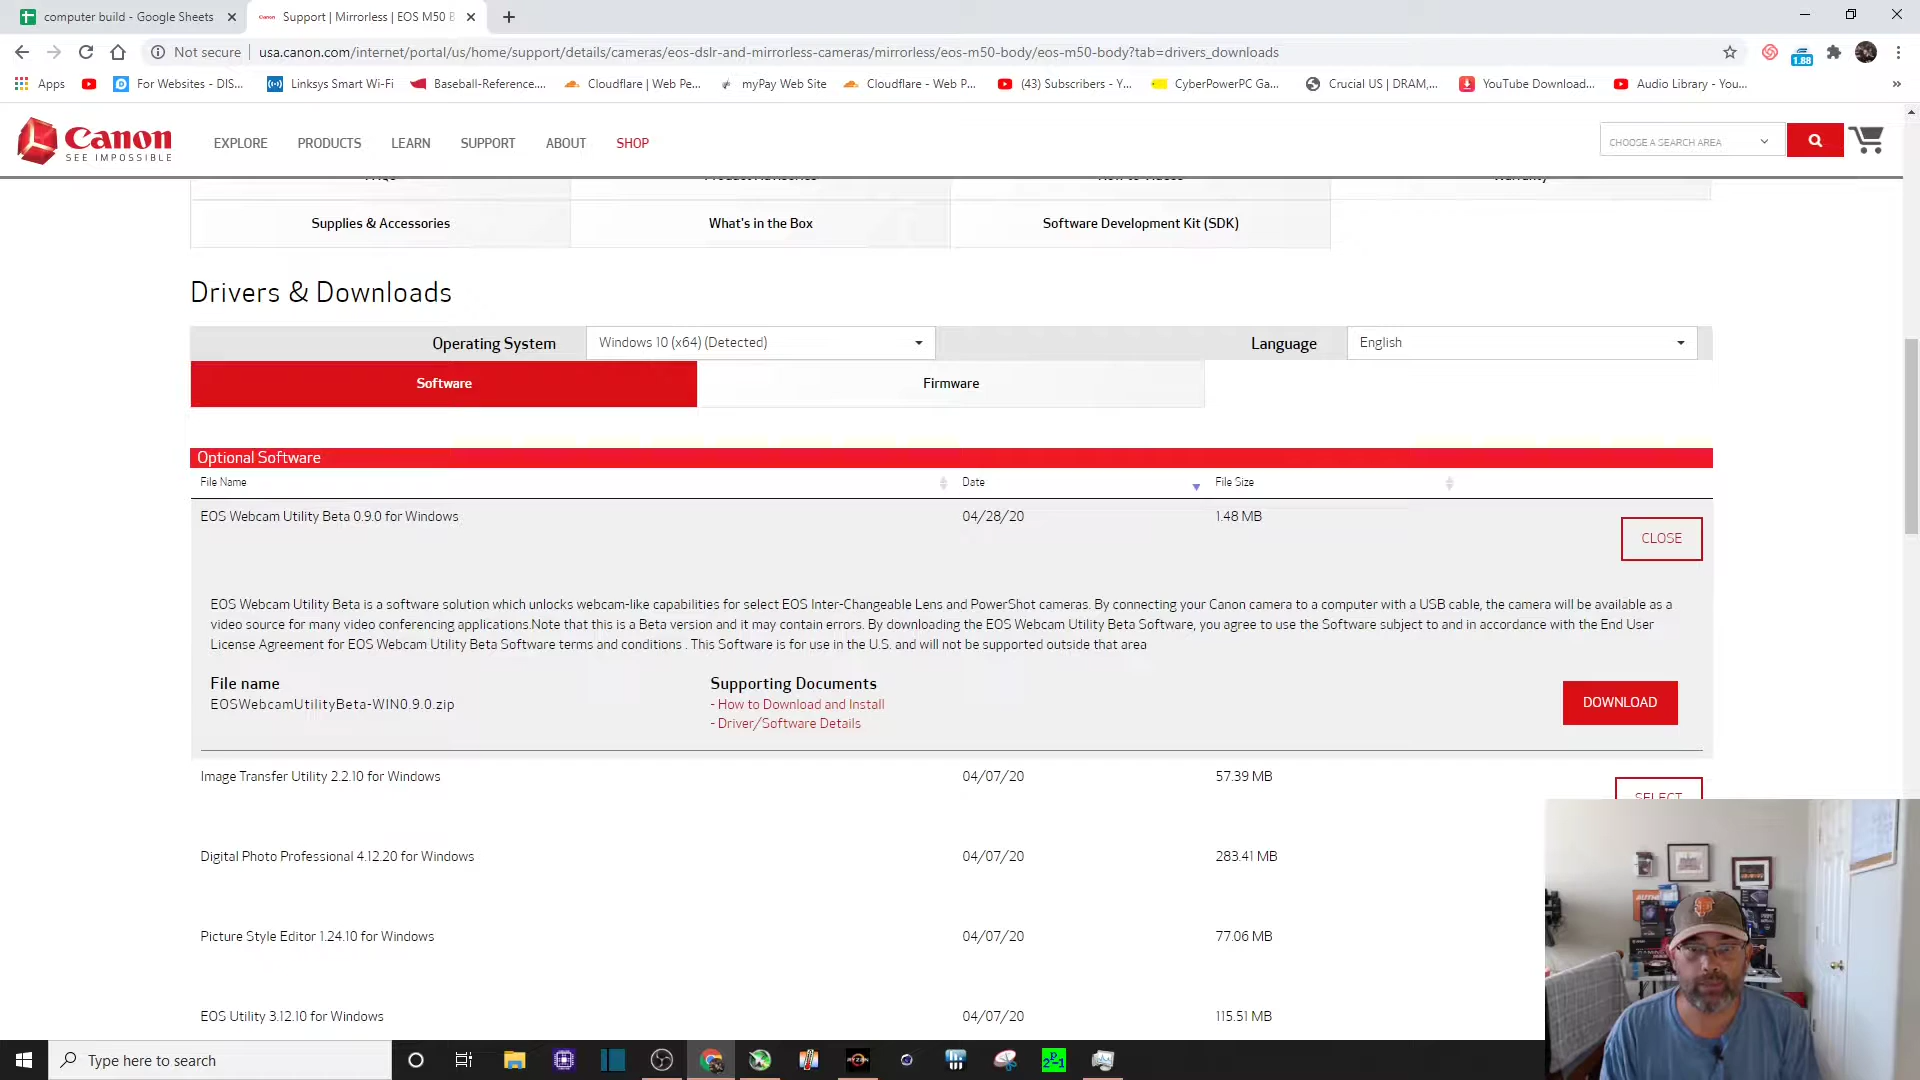 computer build - Google Sheets
Support | Mirrorless | EOS M50 B
Not secure
usa.canon.com/internet/portal/us/home/support/details/cameras/eos-dslr-and-mirrorless-cameras/mirrorless/eos-m50-body/eos-m50-body?tab=drivers_downloads
1.88
Apps
For Websites - DIS...
Linksys Smart Wi-Fi
Baseball-Reference....
Cloudflare | Web Pe...
myPay Web Site
Cloudflare - Web P...
(43) Subscribers - Y...
CyberPowerPC Ga...
Crucial US | DRAM,...
YouTube Download...
Audio Library - You...
Canon
SEE IMPOSSIBLE
EXPLORE
PRODUCTS
LEARN
SUPPORT
ABOUT
SHOP
CHOOSE A SEARCH AREA
FAQs
Product Advisories
How-to Videos
Warranty
Supplies & Accessories
What's in the Box
Software Development Kit (SDK)
Drivers & Downloads
Operating System
Windows 10 (x64) (Detected)
Language
English
Software
Firmware
Optional Software
File Name
Date
File Size
EOS Webcam Utility Beta 0.9.0 for Windows
04/28/20
1.48 MB
CLOSE
EOS Webcam Utility Beta is a software solution which unlocks webcam-like capabilities for select EOS Inter-Changeable Lens and PowerShot cameras. By connecting your Canon camera to a computer with a USB cable, the camera will be available as a
video source for many video conferencing applications.Note that this is a Beta version and it may contain errors. By downloading the EOS Webcam Utility Beta Software, you agree to use the Software subject to and in accordance with the End User
License Agreement for EOS Webcam Utility Beta Software terms and conditions . This Software is for use in the U.S. and will not be supported outside that area
File name
EOSWebcamUtilityBeta-WIN0.9.0.zip
Supporting Documents
- How to Download and Install
- Driver/Software Details
DOWNLOAD
Image Transfer Utility 2.2.10 for Windows
04/07/20
57.39 MB
SELECT
Digital Photo Professional 4.12.20 for Windows
04/07/20
283.41 MB
Picture Style Editor 1.24.10 for Windows
04/07/20
77.06 MB
EOS Utility 3.12.10 for Windows
04/07/20
115.51 MB
Type here to search
RYZEN